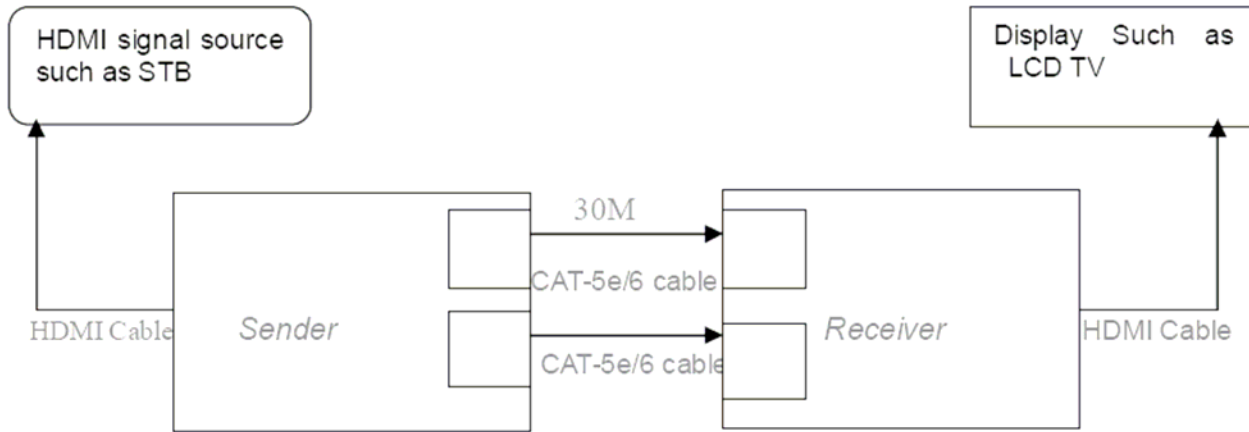 HDMI signal source
such as STB
Display Such as
LCD TV
30M
CAT-5e/6 cable
HDMI Cable
Sender
Receiver
HDMI Cable
CAT-5e/6 cable